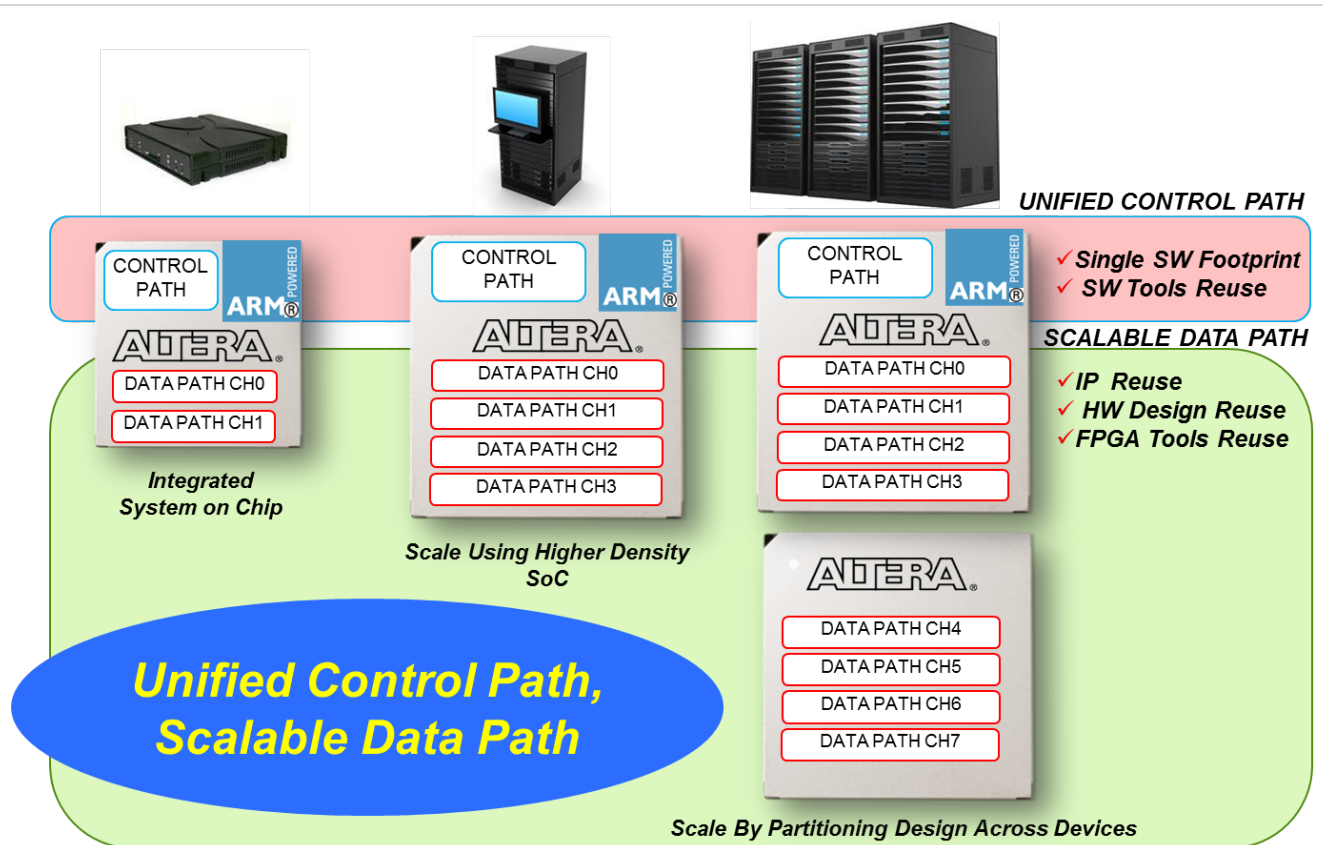 UNIFIED CONTROL PATH
CONTROL
PATH
ARM®
POWERED
ALTERA®
DATA PATH CH0
DATA PATH CH1
Integrated
System on Chip
CONTROL
PATH
ARM®
POWERED
ALTERA®
DATA PATH CH0
DATA PATH CH1
DATA PATH CH2
DATA PATH CH3
Scale Using Higher Density
SoC
CONTROL
PATH
ARM®
POWERED
ALTERA®
DATA PATH CH0
DATA PATH CH1
DATA PATH CH2
DATA PATH CH3
ALTERA®
DATA PATH CH4
DATA PATH CH5
DATA PATH CH6
DATA PATH CH7
Scale By Partitioning Design Across Devices
✓Single SW Footprint
✓ SW Tools Reuse
SCALABLE DATA PATH
✓IP Reuse
✓ HW Design Reuse
✓FPGA Tools Reuse
Unified Control Path,
Scalable Data Path